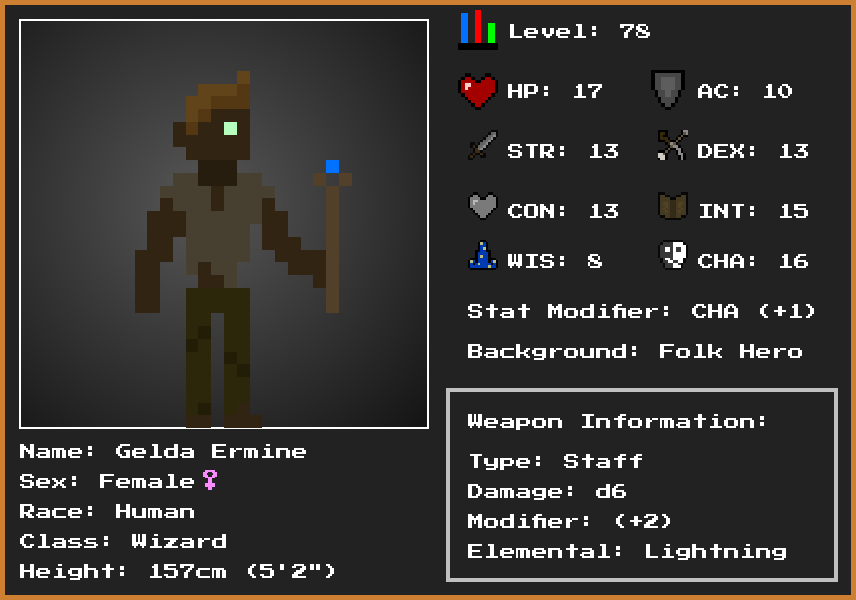 Level: 78
HP: 17 AC: 10
STR: 13 DEX: 13
CON: 13 INT: 15
WIS: 8 CHA: 16
Stat Modifier: CHA (+1)
Background: Folk Hero
Weapon Information:
Type: Staff
Damage: d6
Modifier: (+2)
Elemental: Lightning
Name: Gelda Ermine
Sex: Female♀
Race: Human
Class: Wizard
Height: 157cm (5'2")